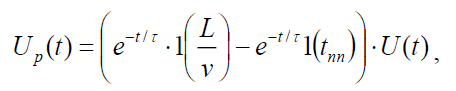 U_p(t) = (e^{-t/τ} · 1(L/v) − e^{-t/τ} 1(t_{nn})) · U(t),